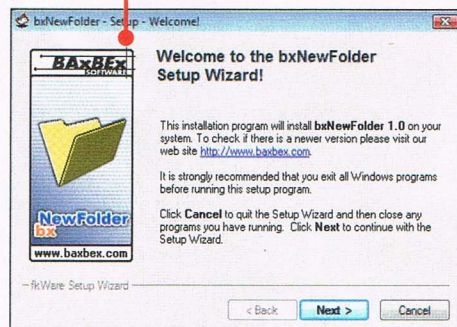 bxNewFolder - Setup - Welcome!
BAxBEx
SOFTWARE
NewFolder
bx
www.baxbex.com
Welcome to the bxNewFolder
Setup Wizard!
This installation program will install bxNewFolder 1.0 on your
system. To check if there is a newer version please visit our
web site http://www.baxbex.com.
It is strongly recommended that you exit all Windows programs
before running this setup program.
Click Cancel to quit the Setup Wizard and then close any
programs you have running. Click Next to continue with the
Setup Wizard.
fkWare Setup Wizard
< Back
Next >
Cancel